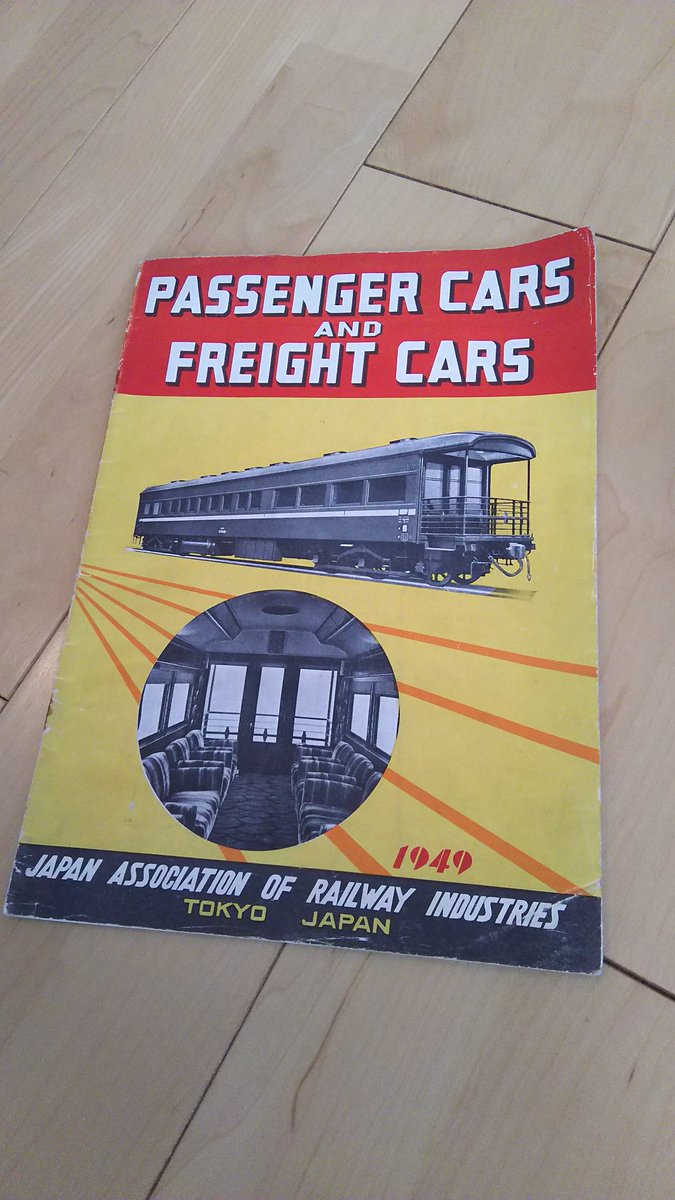 PASSENGER CARS
AND
FREIGHT CARS
1949
JAPAN ASSOCIATION OF RAILWAY INDUSTRIES
TOKYO JAPAN